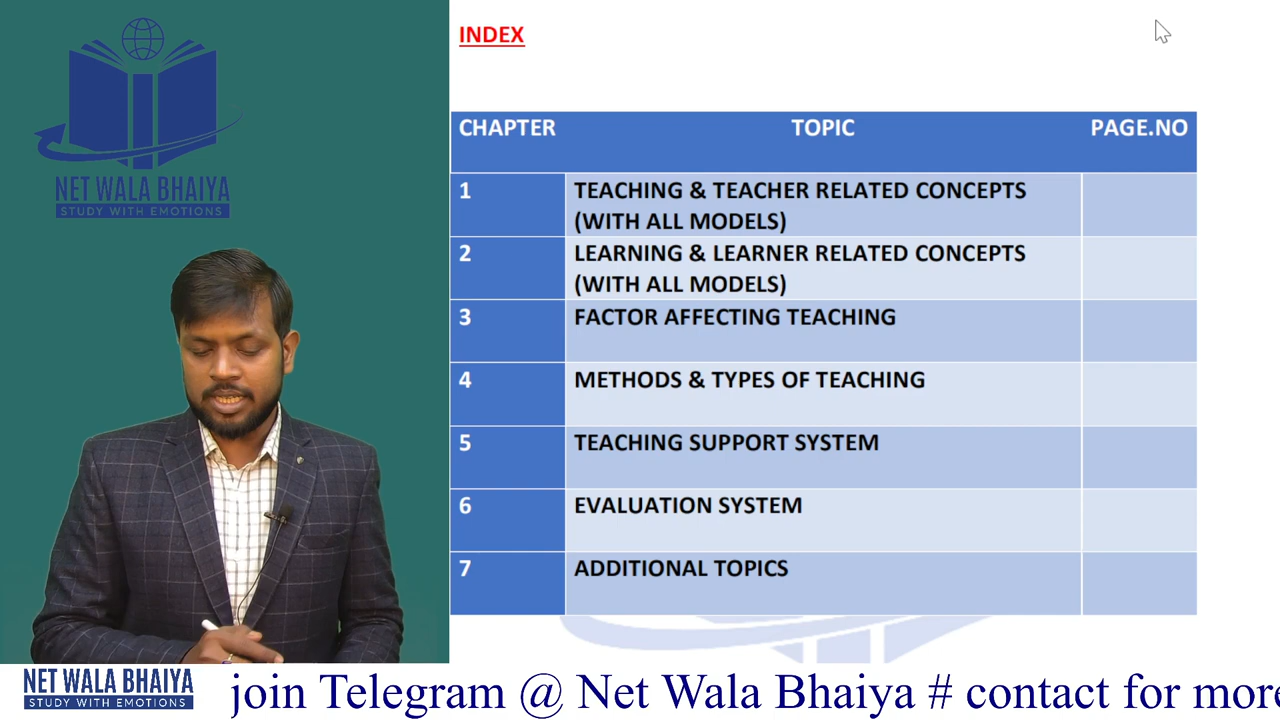 INDEX
NET WALA BHAIYA
STUDY WITH EMOTIONS
CHAPTER TOPIC PAGE.NO
1 TEACHING & TEACHER RELATED CONCEPTS
(WITH ALL MODELS)
2 LEARNING & LEARNER RELATED CONCEPTS
(WITH ALL MODELS)
3 FACTOR AFFECTING TEACHING
4 METHODS & TYPES OF TEACHING
5 TEACHING SUPPORT SYSTEM
6 EVALUATION SYSTEM
7 ADDITIONAL TOPICS
NET WALA BHAIYA
STUDY WITH EMOTIONS
join Telegram @ Net Wala Bhaiya # contact for more